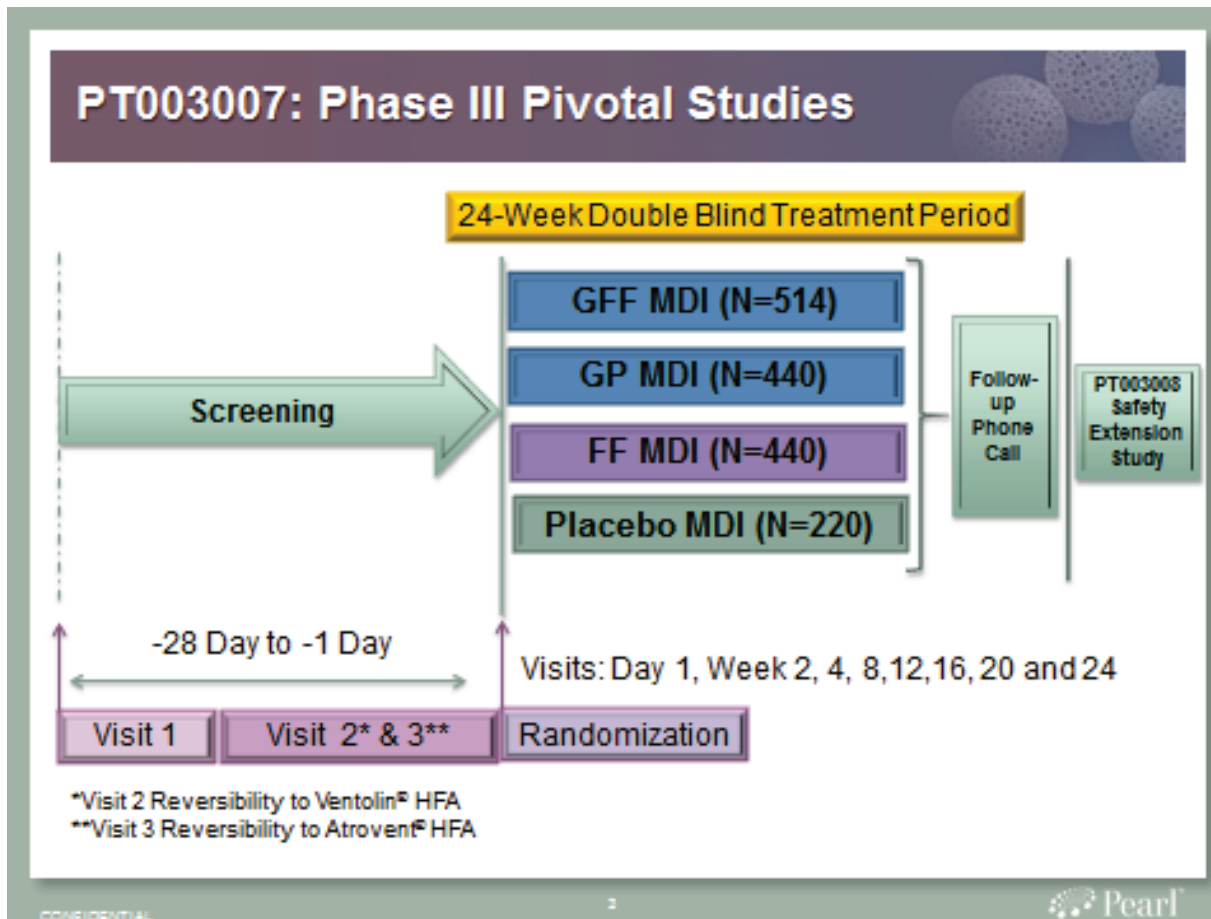 PT003007: Phase III Pivotal Studies
24-Week Double Blind Treatment Period
GFF MDI (N=514)
GP MDI (N=440)
FF MDI (N=440)
Placebo MDI (N=220)
Screening
Follow-
up
Phone
Call
PT003008
Safety
Extension
Study
-28 Day to -1 Day
Visits: Day 1, Week 2, 4, 8,12,16, 20 and 24
Visit 1
Visit 2* & 3**
Randomization
*Visit 2 Reversibility to Ventolin® HFA
**Visit 3 Reversibility to Atrovent® HFA
CONFIDENTIAL
Pearl